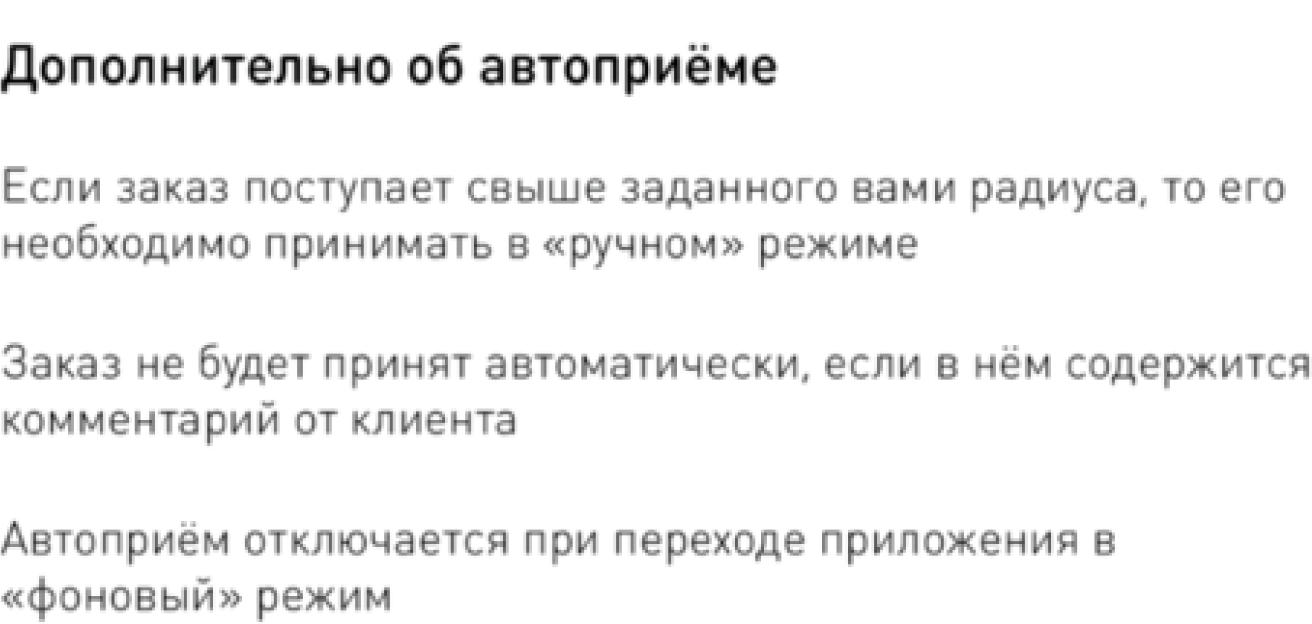 Дополнительно об автоприёме
Если заказ поступает свыше заданного вами радиуса, то его
необходимо принимать в «ручном» режиме
Заказ не будет принят автоматически, если в нём содержится
комментарий от клиента
Автоприём отключается при переходе приложения в
«фоновый» режим